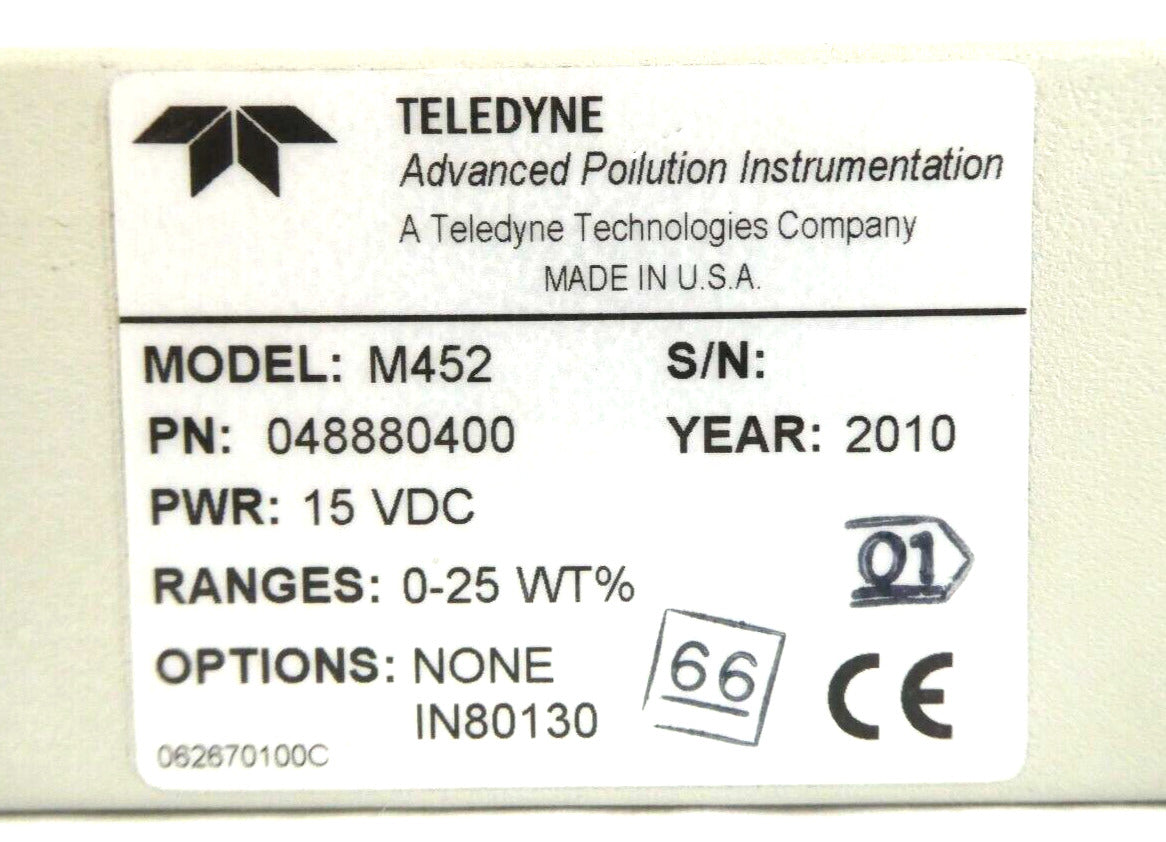 TELEDYNE
Advanced Pollution Instrumentation
A Teledyne Technologies Company
MADE IN U.S.A.
MODEL: M452 S/N:
PN: 048880400 YEAR: 2010
PWR: 15 VDC
01
RANGES: 0-25 WT%
OPTIONS: NONE
66
CE
IN80130
062670100C